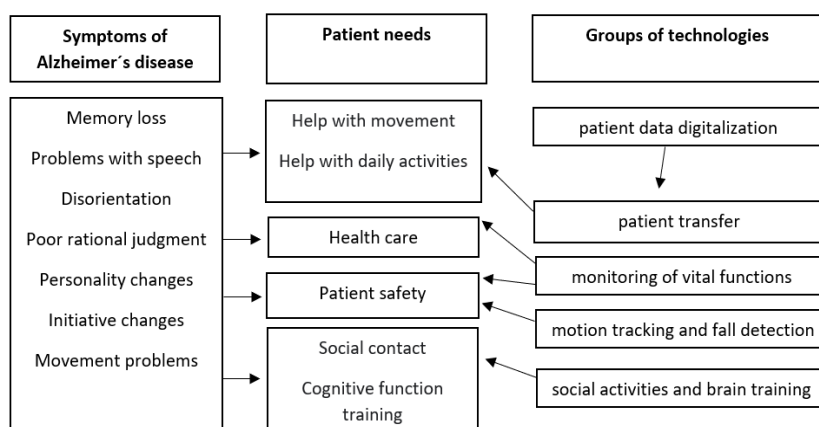 Symptoms of
Alzheimer´s disease
Patient needs
Groups of technologies
Memory loss
Problems with speech
Disorientation
Poor rational judgment
Personality changes
Initiative changes
Movement problems
Help with movement
Help with daily activities
Health care
Patient safety
Social contact
Cognitive function
training
patient data digitalization
patient transfer
monitoring of vital functions
motion tracking and fall detection
social activities and brain training